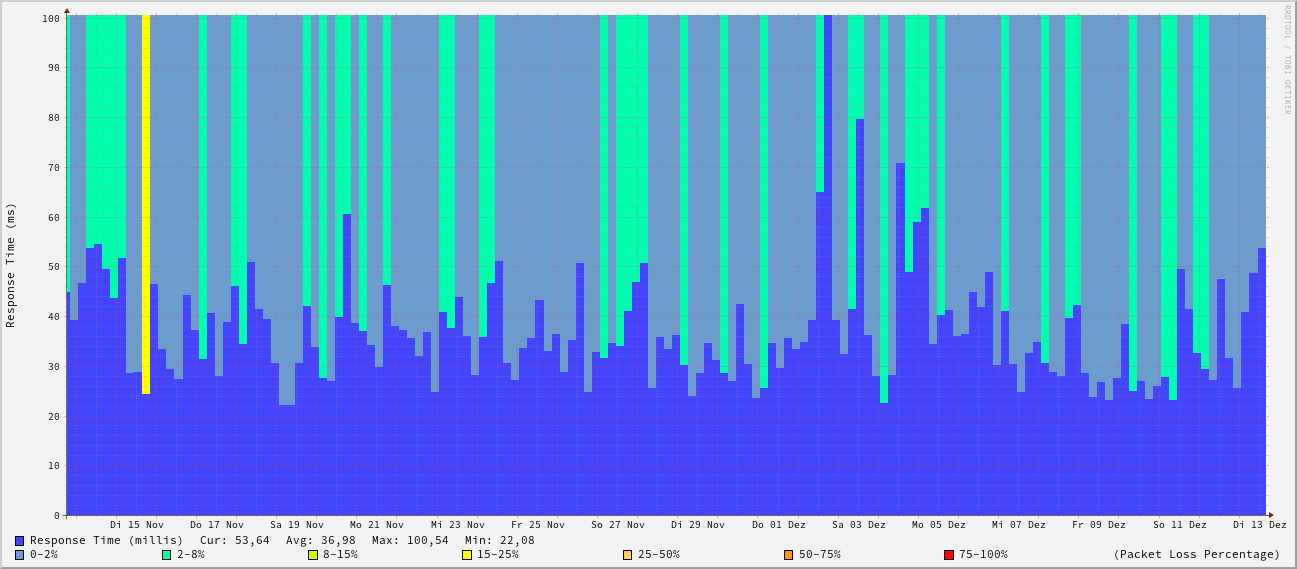 RRDTOOL / TOBI OETIKER
Response Time (ms)
100
90
80
70
60
50
40
30
20
10
0
Di 15 Nov Do 17 Nov Sa 19 Nov Mo 21 Nov Mi 23 Nov Fr 25 Nov So 27 Nov Di 29 Nov Do 01 Dez Sa 03 Dez Mo 05 Dez Mi 07 Dez Fr 09 Dez So 11 Dez Di 13 Dez
Response Time (millis) Cur: 53,64 Avg: 36,98 Max: 100,54 Min: 22,08
0-2% 2-8% 8-15% 15-25% 25-50% 50-75% 75-100% (Packet Loss Percentage)